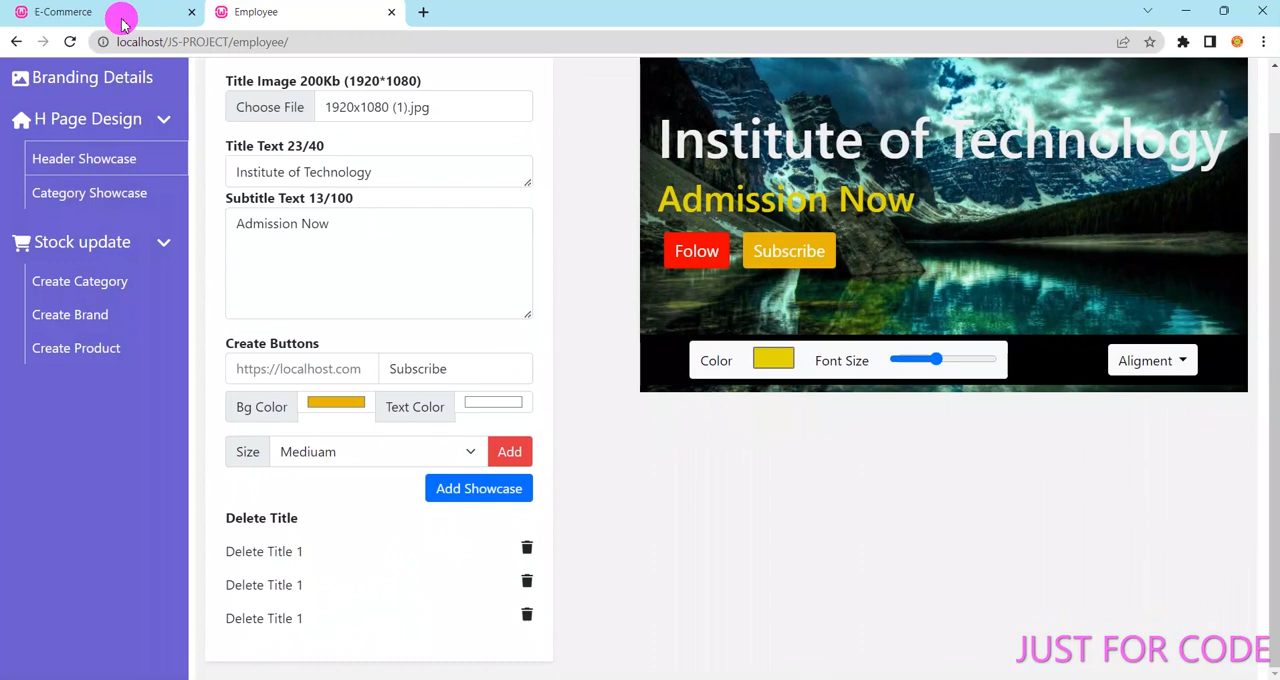 E-Commerce
Employee
localhost/JS-PROJECT/employee/
Branding Details
H Page Design
Header Showcase
Category Showcase
Stock update
Create Category
Create Brand
Create Product
Title Image 200Kb (1920*1080)
Choose File 1920x1080 (1).jpg
Title Text 23/40
Institute of Technology
Subtitle Text 13/100
Admission Now
Create Buttons
https://localhost.com Subscribe
Bg Color Text Color
Size Mediuam Add
Add Showcase
Delete Title
Delete Title 1
Delete Title 1
Delete Title 1
Institute of Technology
Admission Now
Folow Subscribe
Color Font Size Aligment
JUST FOR CODE